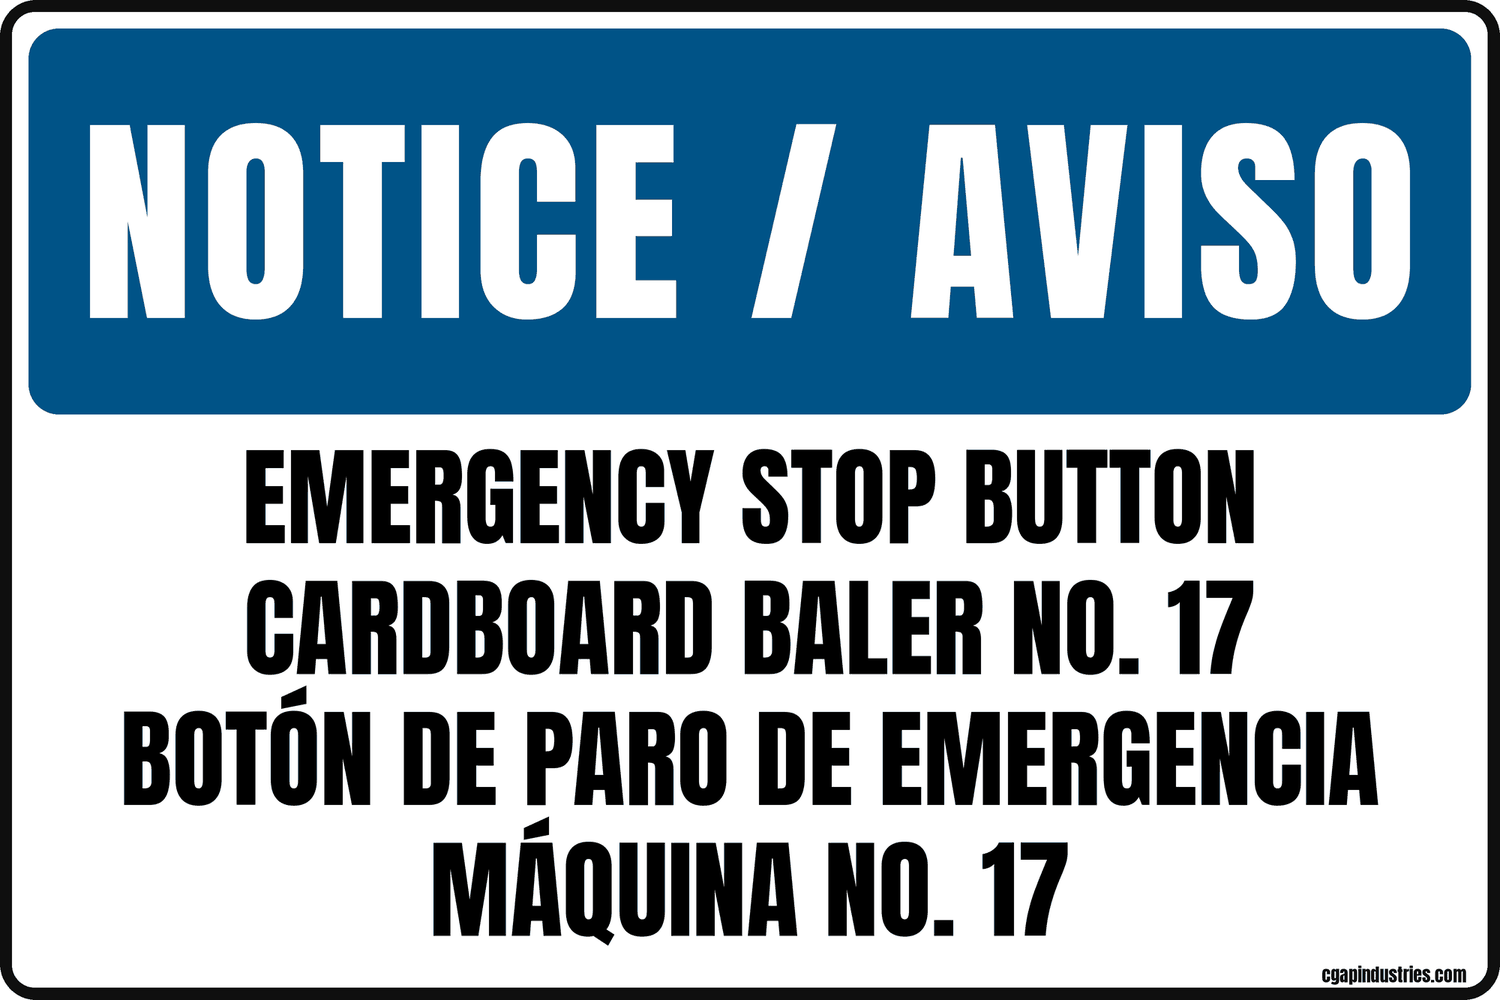 NOTICE / AVISO
EMERGENCY STOP BUTTON
CARDBOARD BALER NO. 17
BOTÓN DE PARO DE EMERGENCIA
MÁQUINA NO. 17
cgapindustries.com